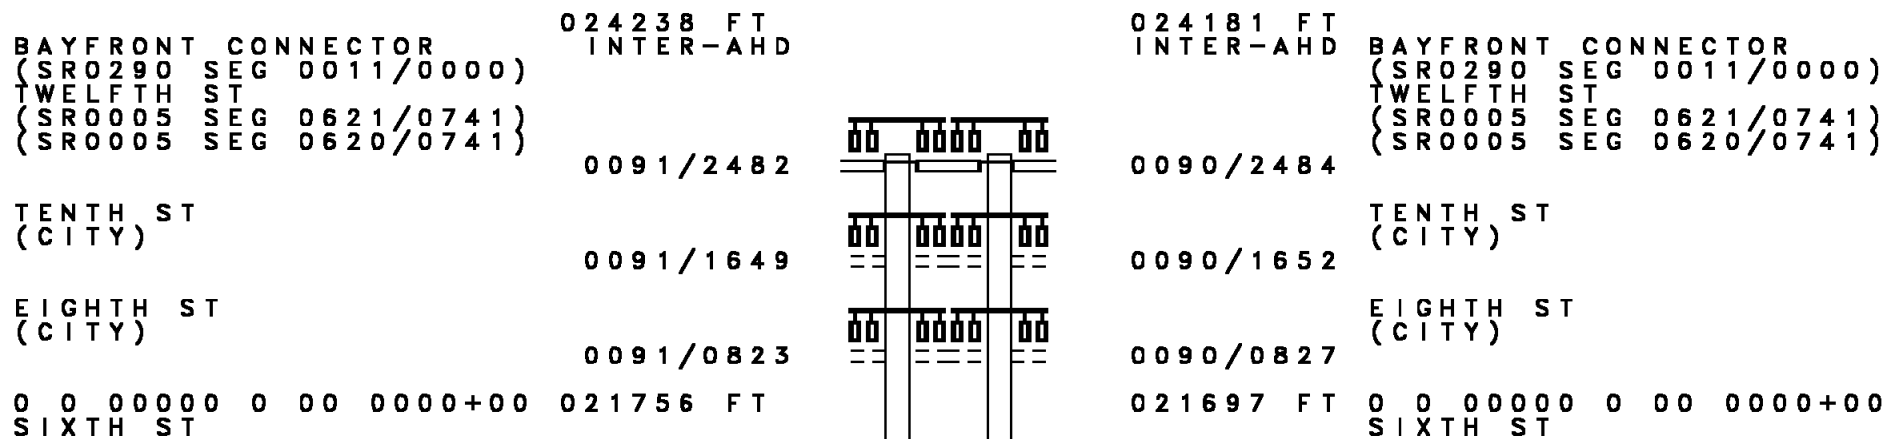 024238 FT 024181 FT
BAYFRONT CONNECTOR INTER-AHD INTER-AHD BAYFRONT CONNECTOR
(SR0290 SEG 0011/0000) (SR0290 SEG 0011/0000)
TWELFTH ST TWELFTH ST
(SR0005 SEG 0621/0741) (SR0005 SEG 0621/0741)
(SR0005 SEG 0620/0741) (SR0005 SEG 0620/0741)
0091/2482 0090/2484
TENTH ST TENTH ST
(CITY) (CITY)
0091/1649 0090/1652
EIGHTH ST EIGHTH ST
(CITY) (CITY)
0091/0823 0090/0827
0 0 00000 0 00 0000+00 021756 FT 021697 FT 0 0 00000 0 00 0000+00
SIXTH ST SIXTH ST